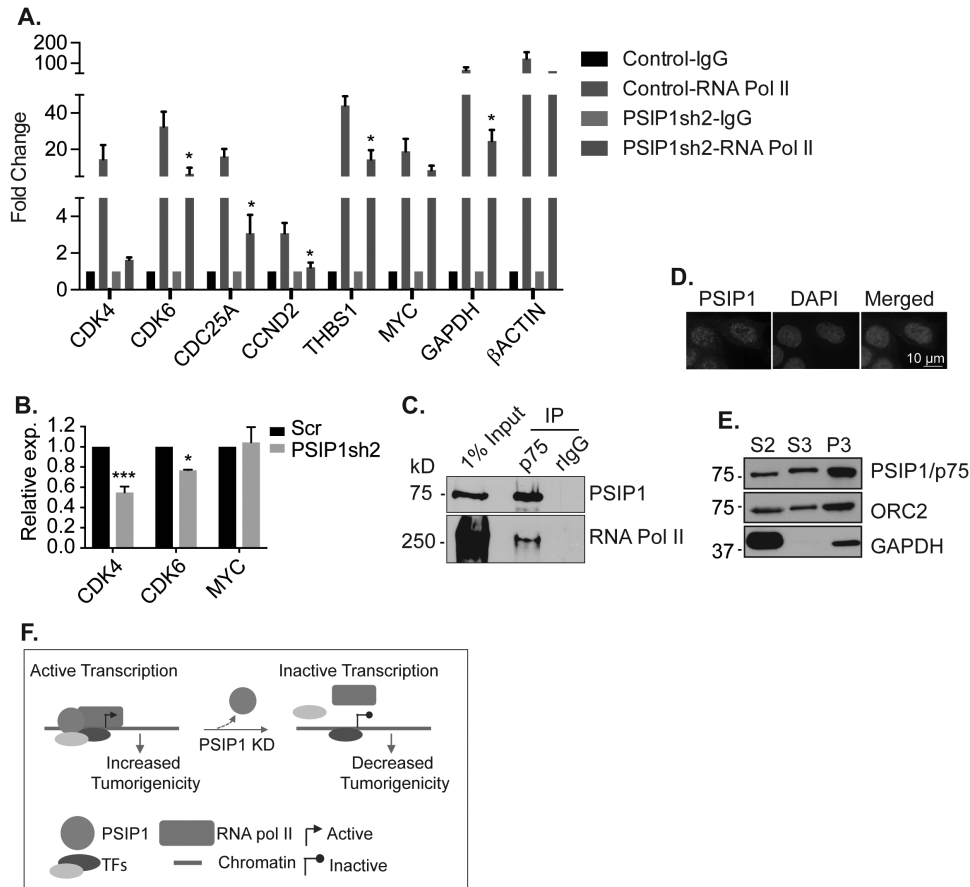 A.
200
100
40
20
4
2
0
Fold Change
CDK4
CDK6
CDC25A
CCND2
THBS1
MYC
GAPDH
βACTIN
*
*
*
*
*
Control-IgG
Control-RNA Pol II
PSIP1sh2-IgG
PSIP1sh2-RNA Pol II
B.
1.2
1.0
0.8
0.6
0.4
0.2
0.0
Relative exp.
***
*
CDK4
CDK6
MYC
Scr
PSIP1sh2
C.
IP
1% Input
p75
rIgG
kD
75 -
PSIP1
250 -
RNA Pol II
D.
PSIP1 DAPI Merged
10 µm
E.
S2 S3 P3
75 -
PSIP1/p75
75 -
ORC2
37 -
GAPDH
F.
Active Transcription
Inactive Transcription
PSIP1 KD
Increased
Tumorigenicity
Decreased
Tumorigenicity
PSIP1
RNA pol II
Active
TFs
Chromatin
Inactive